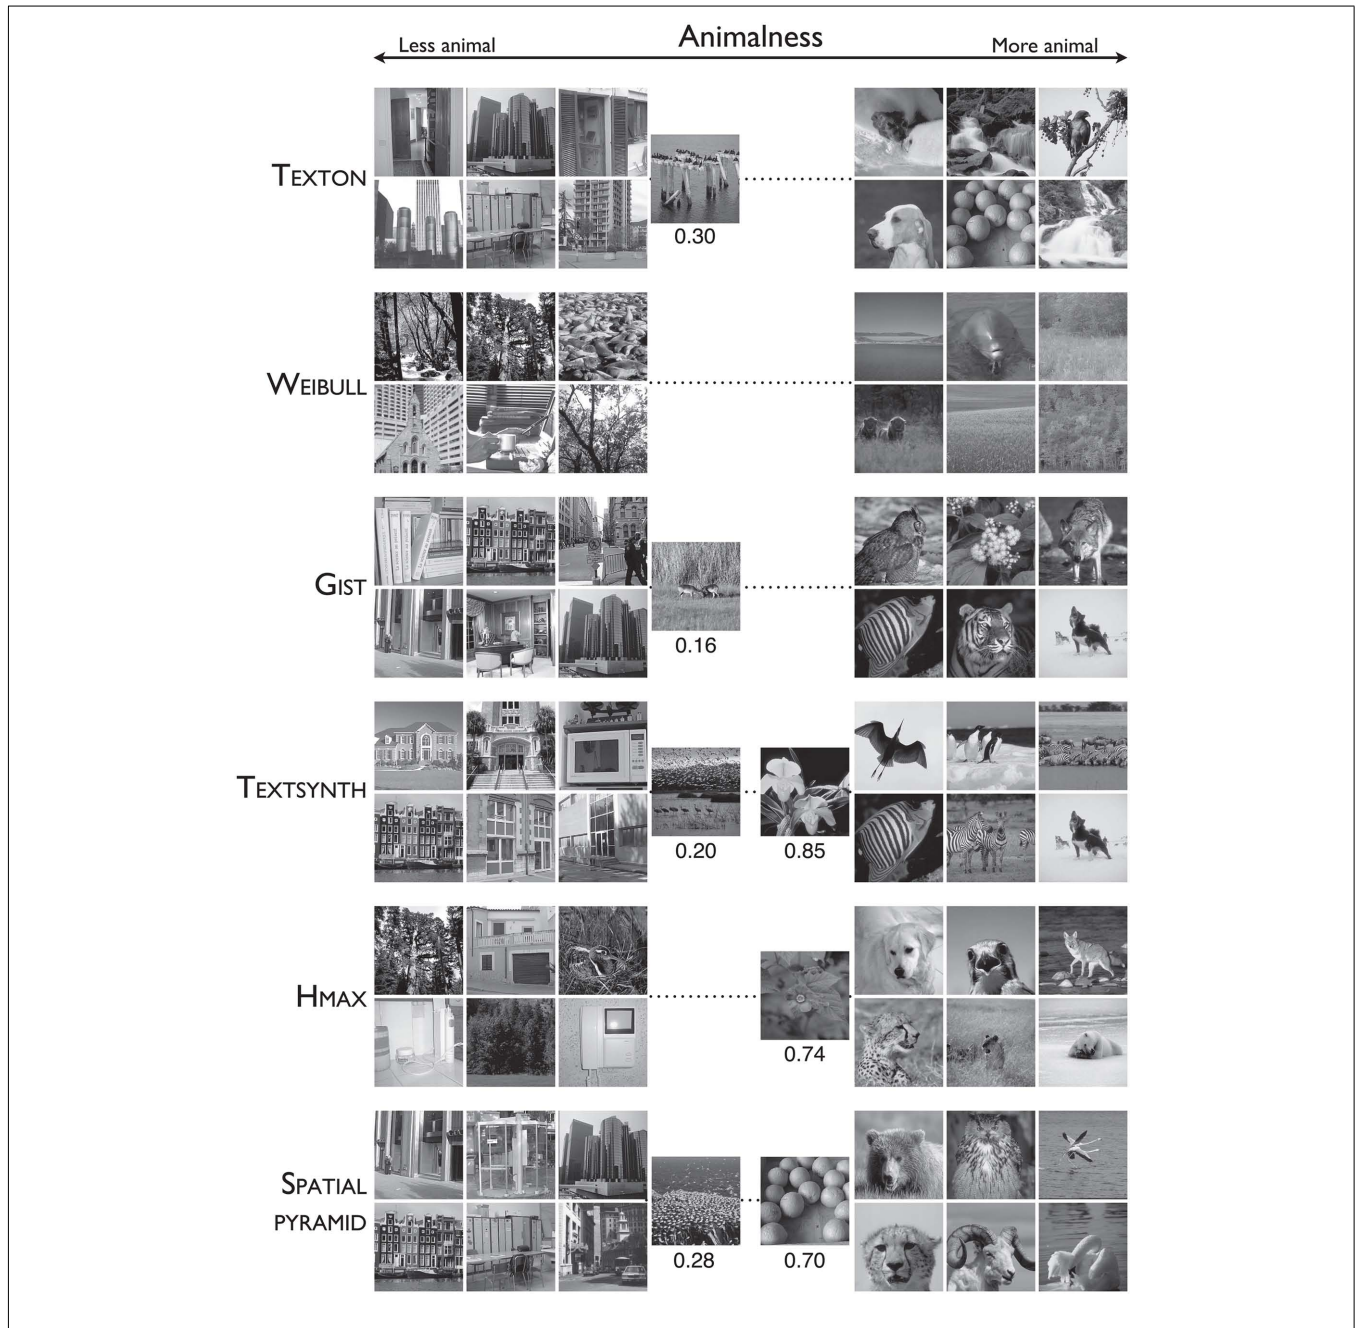 Animalness
Less animal
More animal
TEXTON
0.30
WEIBULL
GIST
0.16
TEXTSYNTH
0.20
0.85
HMAX
0.74
SPATIAL
PYRAMID
0.28
0.70